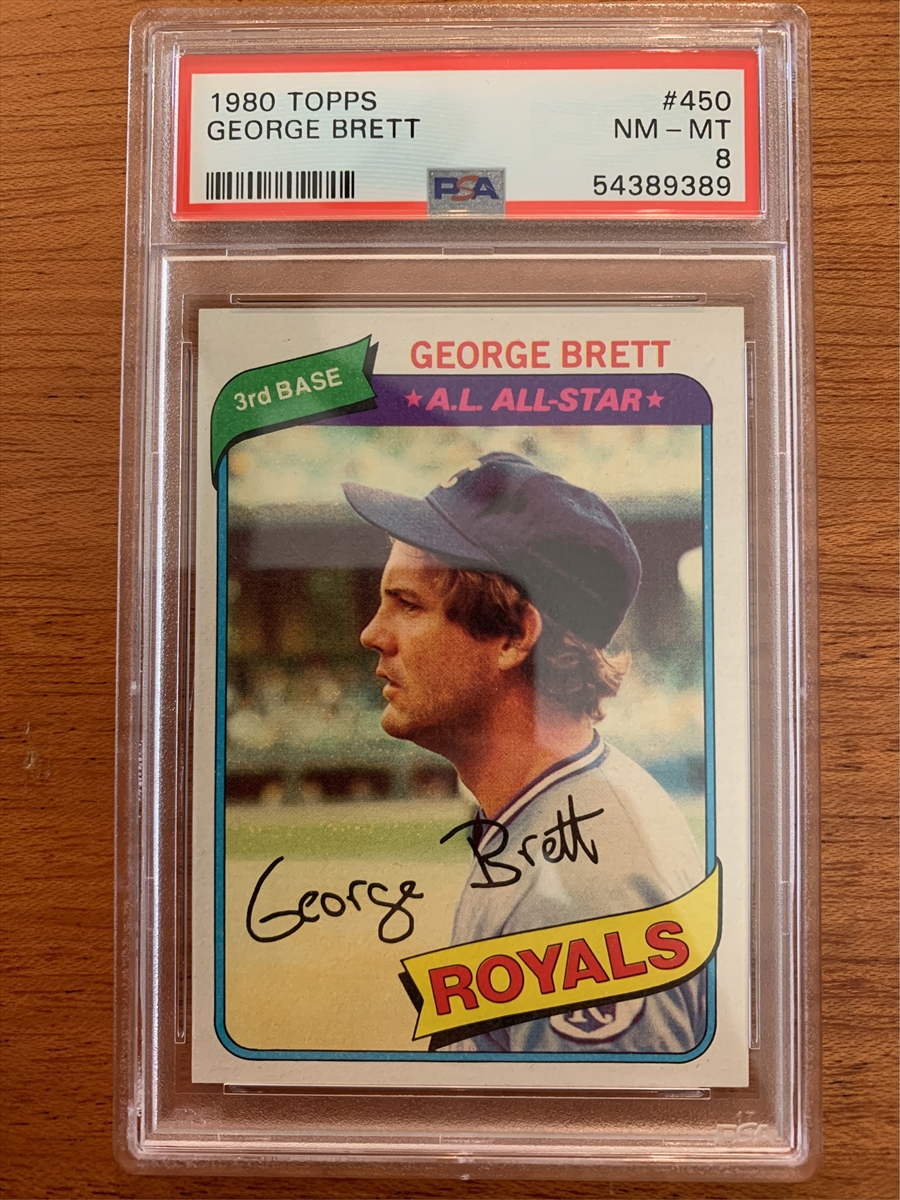 1980 TOPPS #450
GEORGE BRETT NM - MT
8
PSA 54389389
GEORGE BRETT
3rd BASE
★A.L. ALL-STAR★
George Brett
ROYALS
PSA